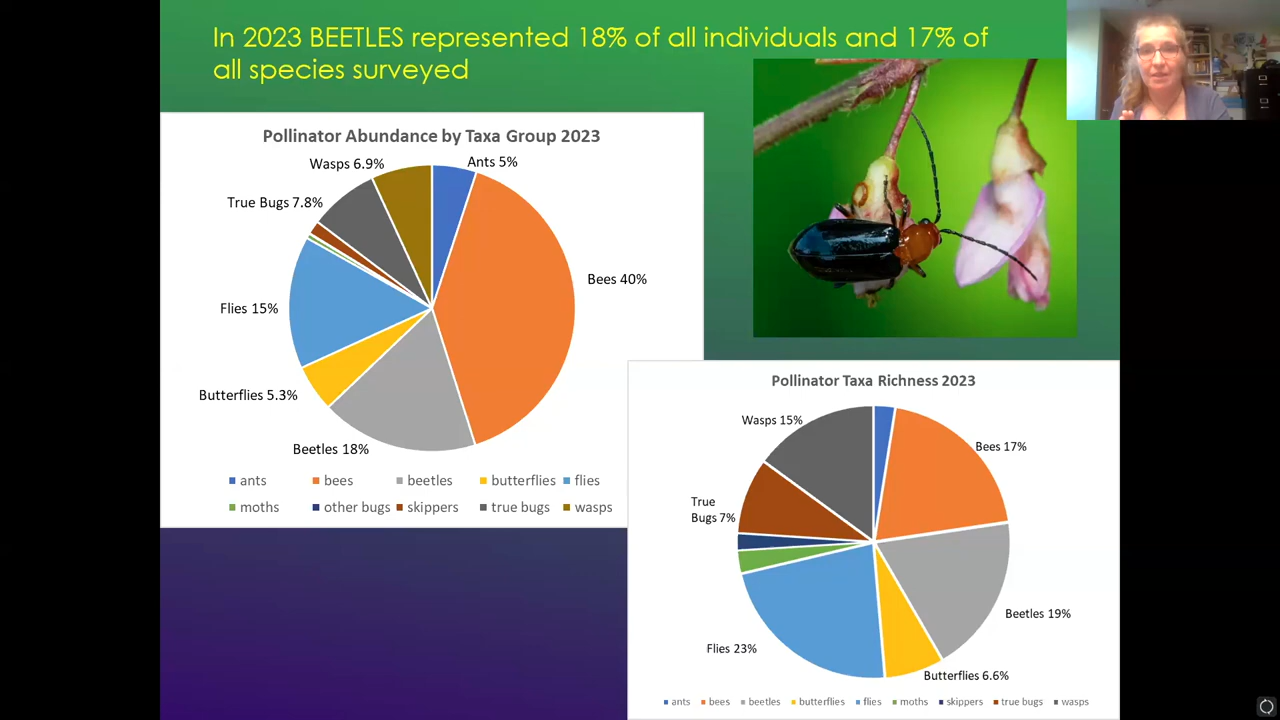 In 2023 BEETLES represented 18% of all individuals and 17% of
all species surveyed
Pollinator Abundance by Taxa Group 2023
Wasps 6.9%
Ants 5%
True Bugs 7.8%
Bees 40%
Flies 15%
Butterflies 5.3%
Beetles 18%
ants bees beetles butterflies flies
moths other bugs skippers true bugs wasps
Pollinator Taxa Richness 2023
Wasps 15%
Bees 17%
True
Bugs 7%
Beetles 19%
Flies 23%
Butterflies 6.6%
ants bees beetles butterflies flies moths skippers true bugs wasps